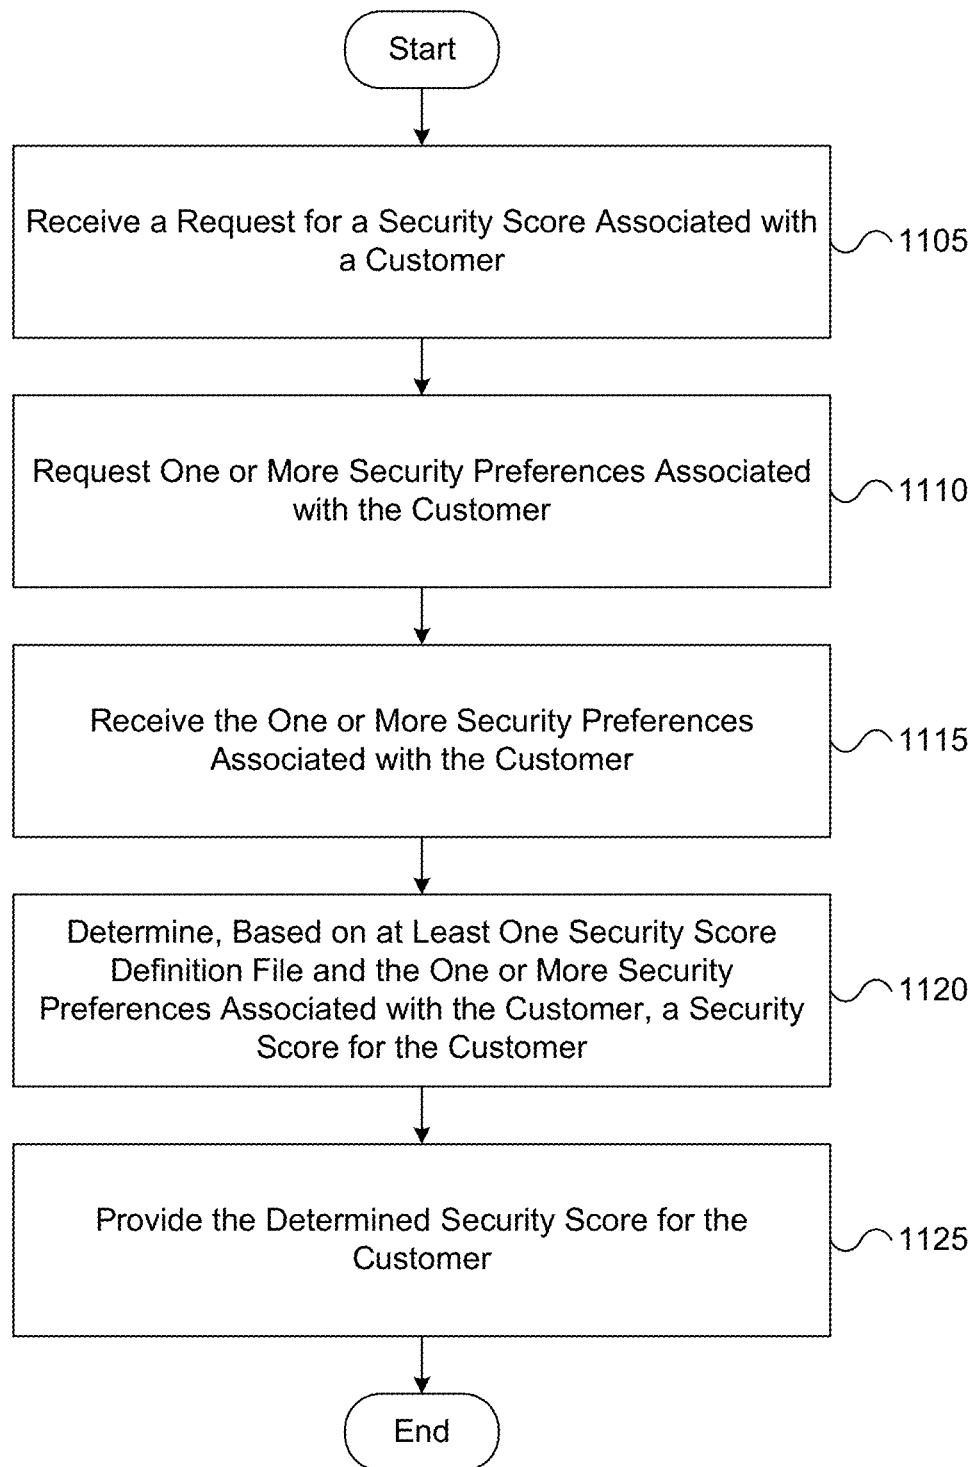 Start
Receive a Request for a Security Score Associated with
a Customer
1105
Request One or More Security Preferences Associated
with the Customer
1110
Receive the One or More Security Preferences
Associated with the Customer
1115
Determine, Based on at Least One Security Score
Definition File and the One or More Security
Preferences Associated with the Customer, a Security
Score for the Customer
1120
Provide the Determined Security Score for the
Customer
1125
End